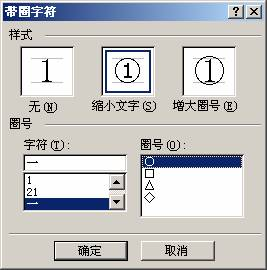 带圈字符
样式
1 ① ①
无(N) 缩小文字(S) 增大圈号(E)
圈号
字符(T): 圈号(O):
一 ○
1 □
21 △
一 ◇
确定 取消